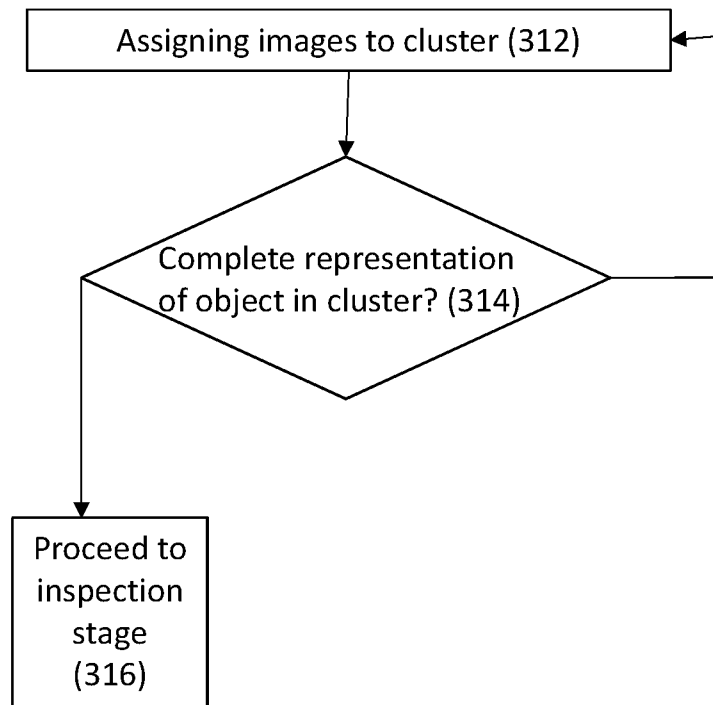 Assigning images to cluster (312)
Complete representation
of object in cluster? (314)
Proceed to
inspection
stage
(316)